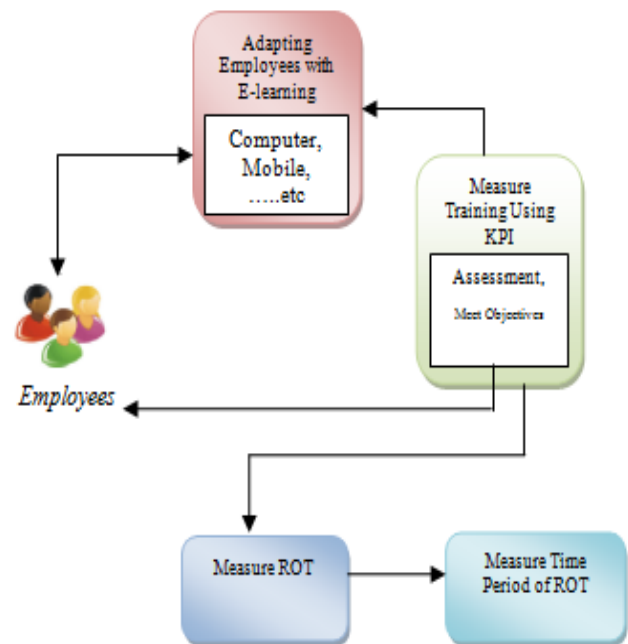 Adapting
Employees with
E-learning
Computer,
Mobile,
…..etc
Measure
Training Using
KPI
Assessment,
Meet Objectives
Employees
Measure ROT
Measure Time
Period of ROT